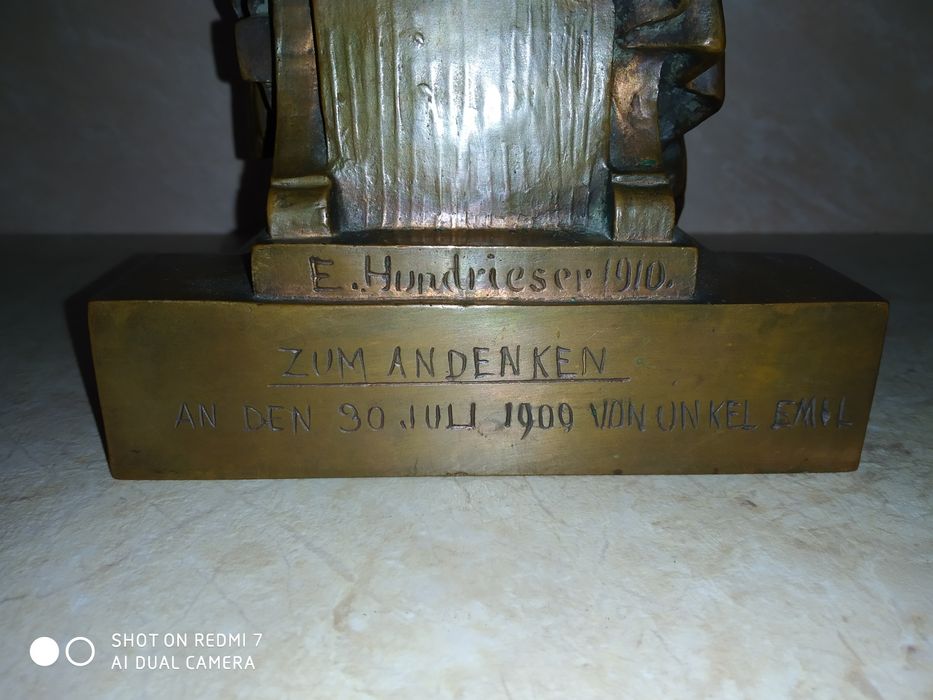 E. Hundrieser 1910.
ZUM ANDENKEN
AN DEN 30 JULI 1909 VON UNKEL EMIL
SHOT ON REDMI 7
AI DUAL CAMERA